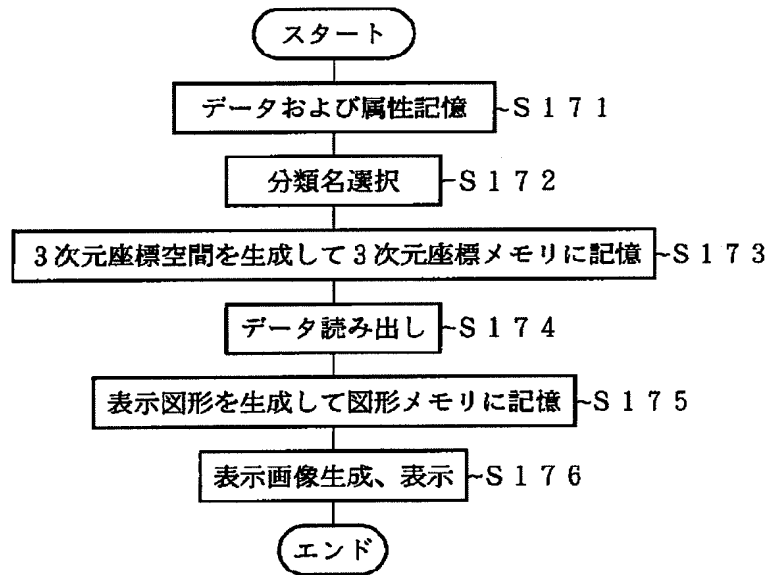 スタート
データおよび属性記憶 ~S171
分類名選択 ~S172
3次元座標空間を生成して3次元座標メモリに記憶 ~S173
データ読み出し ~S174
表示図形を生成して図形メモリに記憶 ~S175
表示画像生成、表示 ~S176
エンド